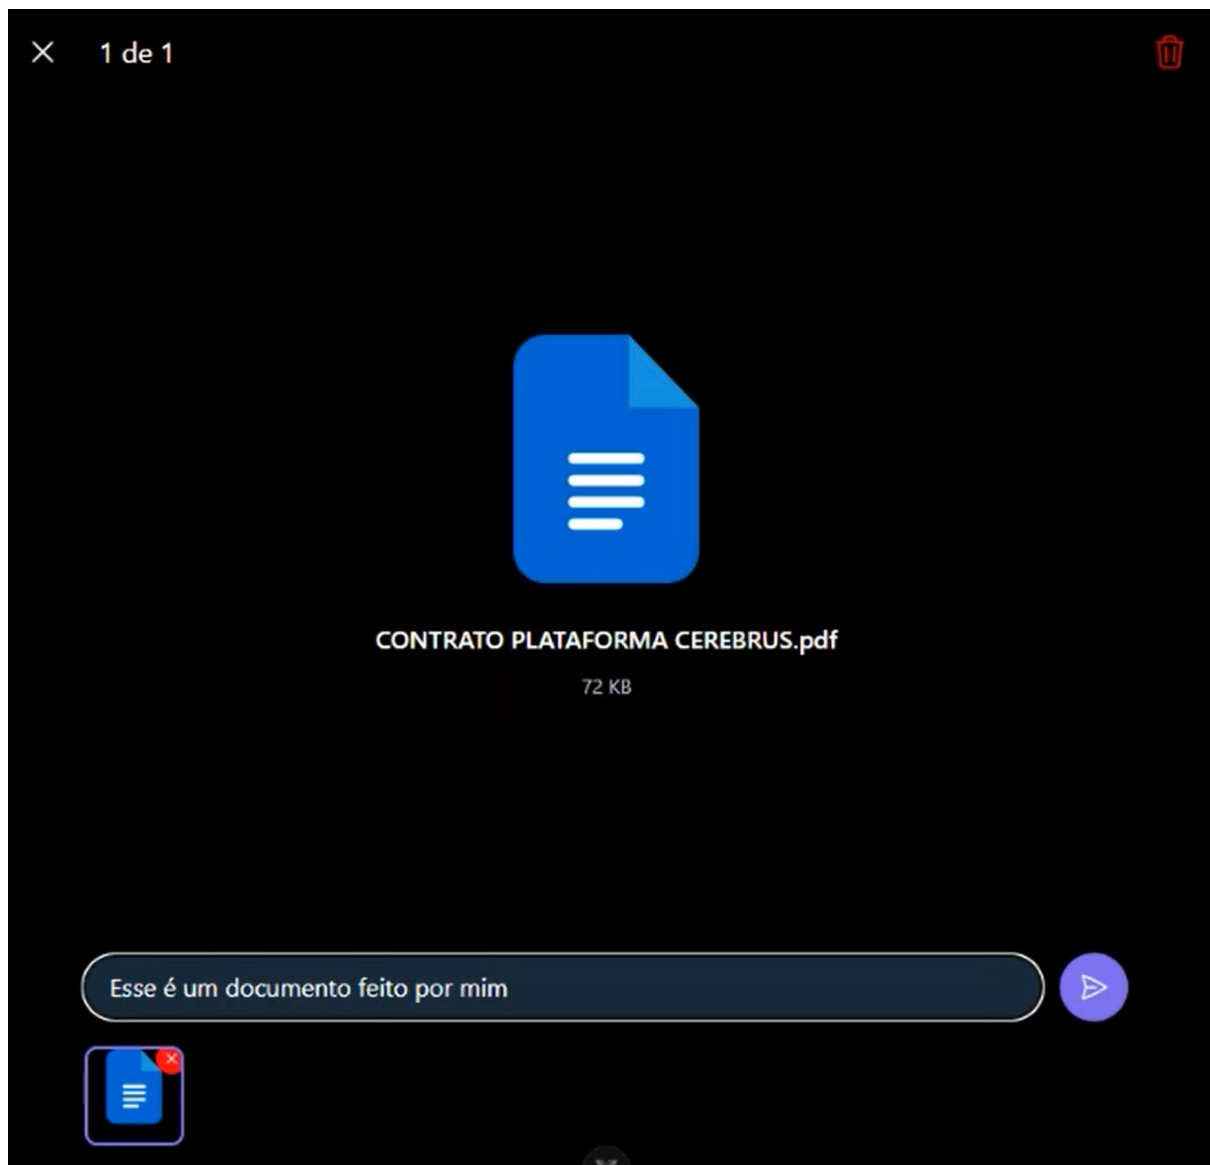 1 de 1
CONTRATO PLATAFORMA CEREBRUS.pdf
72 KB
Esse é um documento feito por mim